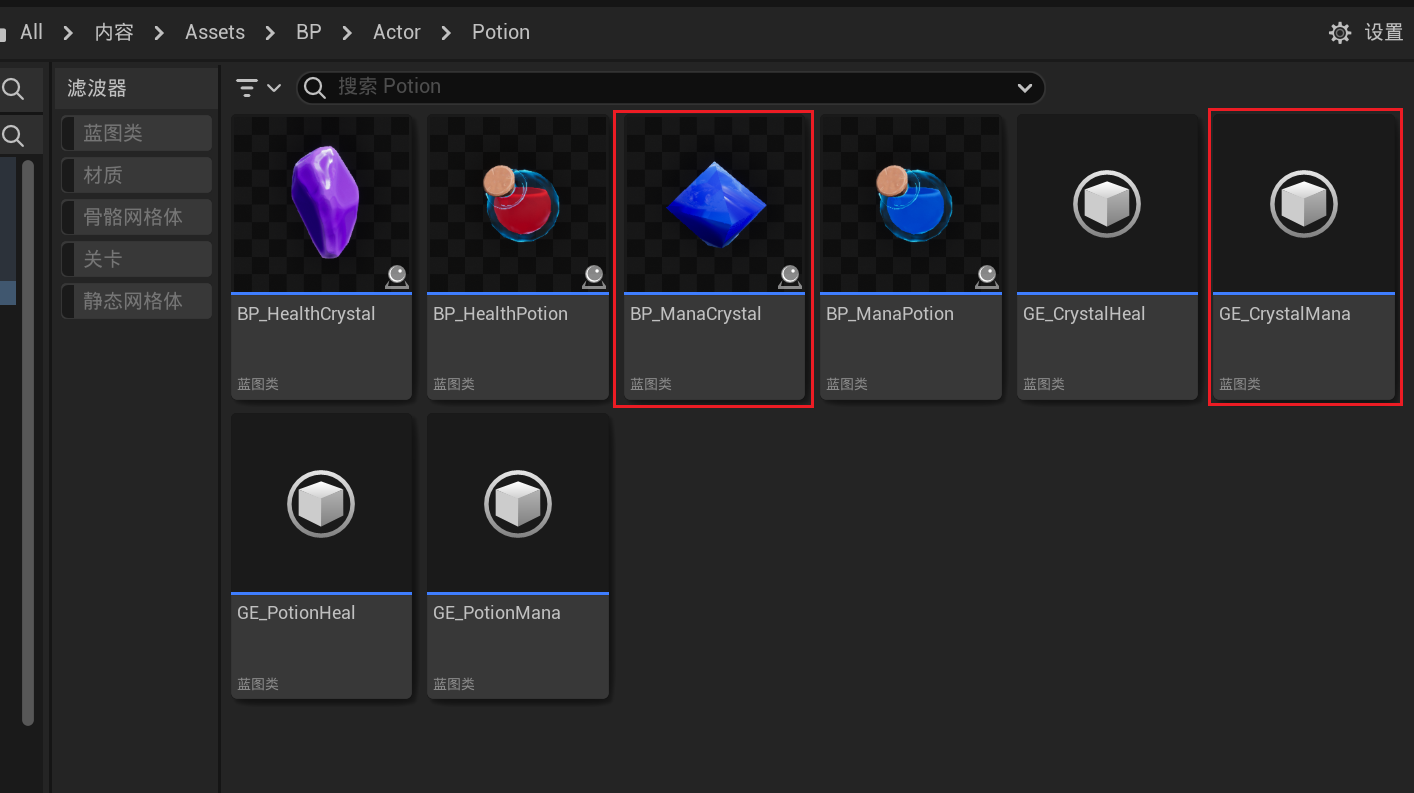 All 内容 Assets BP Actor Potion 设置
滤波器
蓝图类
材质
骨骼网格体
关卡
静态网格体
搜索 Potion
BP_HealthCrystal
蓝图类
BP_HealthPotion
蓝图类
BP_ManaCrystal
蓝图类
BP_ManaPotion
蓝图类
GE_CrystalHeal
蓝图类
GE_CrystalMana
蓝图类
GE_PotionHeal
蓝图类
GE_PotionMana
蓝图类